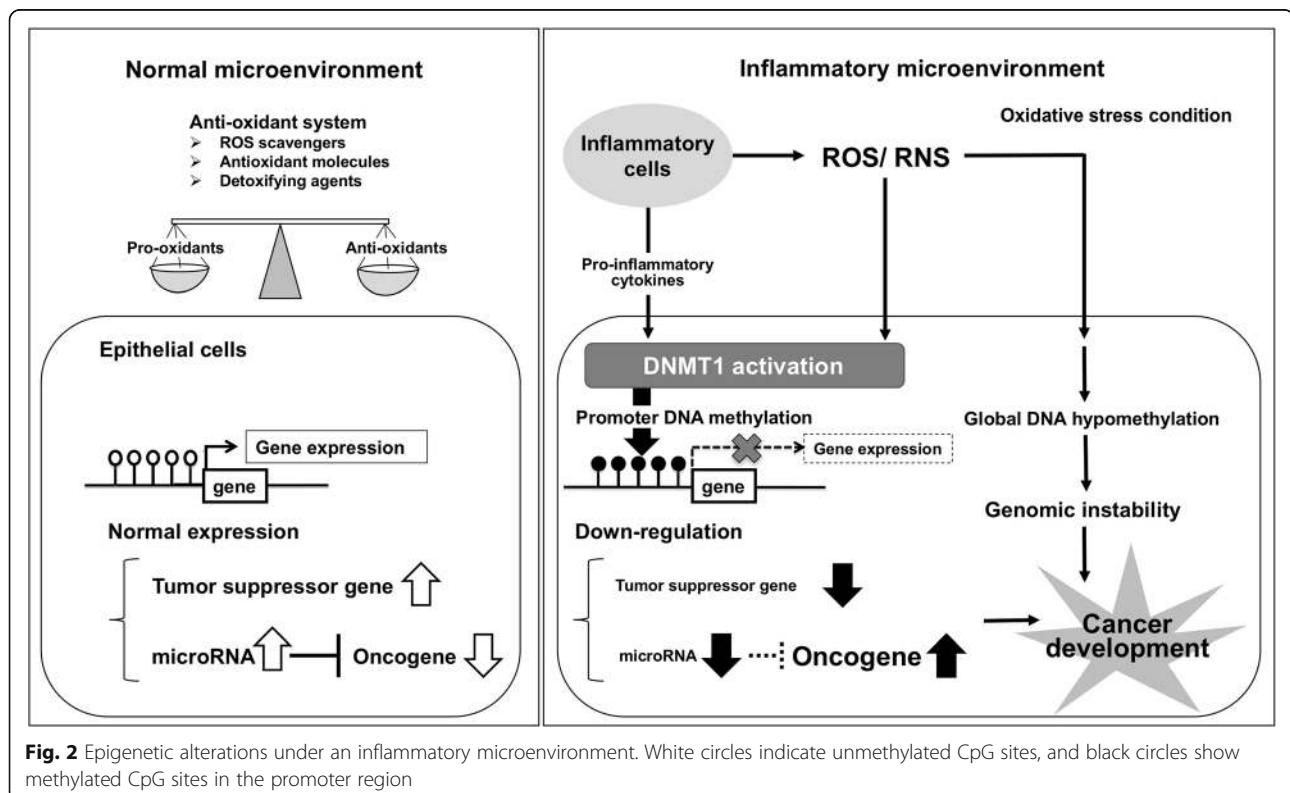 Normal microenvironment
Anti-oxidant system
➢ ROS scavengers
➢ Antioxidant molecules
➢ Detoxifying agents
Pro-oxidants
Anti-oxidants
Epithelial cells
Gene expression
gene
Normal expression
Tumor suppressor gene
microRNA
Oncogene
Inflammatory microenvironment
Oxidative stress condition
Inflammatory
cells
ROS/ RNS
Pro-inflammatory
cytokines
DNMT1 activation
Promoter DNA methylation
Gene expression
gene
Down-regulation
Tumor suppressor gene
microRNA
Oncogene
Global DNA hypomethylation
Genomic instability
Cancer
development
Fig. 2 Epigenetic alterations under an inflammatory microenvironment. White circles indicate unmethylated CpG sites, and black circles show
methylated CpG sites in the promoter region